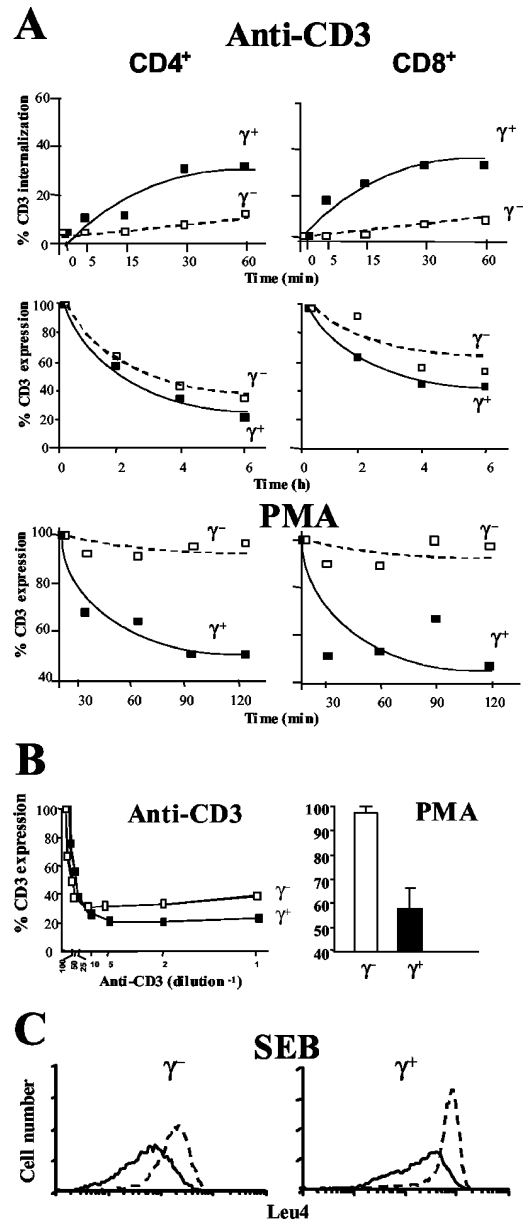 A
Anti-CD3
CD4+
CD8+
% CD3 internalization
60
40
20
0
γ+
γ−
γ+
γ−
0 5 15 30 60
0 5 15 30 60
Time (min)
% CD3 expression
100
80
60
40
20
0
γ−
γ+
γ−
γ+
0 2 4 6
0 2 4 6
Time (h)
PMA
% CD3 expression
100
80
60
40
γ−
γ+
γ−
γ+
30 60 90 120
30 60 90 120
Time (min)
B
Anti-CD3
PMA
% CD3 expression
100
80
60
40
20
0
γ−
γ+
100 50 25 10 5 2 1
Anti-CD3 (dilution -1)
100
90
80
70
60
50
40
γ− γ+
C
SEB
γ−
γ+
Cell number
Leu4